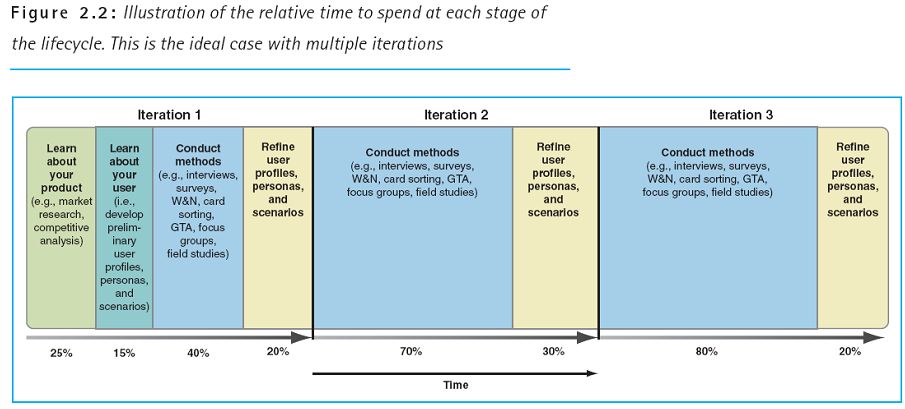 Figure 2.2: Illustration of the relative time to spend at each stage of
the lifecycle. This is the ideal case with multiple iterations
Iteration 1
Iteration 2
Iteration 3
Learn
about
your
product
(e.g., market
research,
competitive
analysis)
Learn
about
your
user
(i.e.,
develop
prelim-
inary
user
profiles,
personas,
and
scenarios)
Conduct
methods
(e.g., interviews,
surveys,
W&N, card
sorting,
GTA, focus
groups,
field studies)
Refine
user
profiles,
personas,
and
scenarios
Conduct methods
(e.g., interviews, surveys,
W&N, card sorting, GTA,
focus groups, field studies)
Refine
user
profiles,
personas,
and
scenarios
Conduct methods
(e.g., interviews, surveys,
W&N, card sorting, GTA,
focus groups, field studies)
Refine
user
profiles,
personas,
and
scenarios
25%
15%
40%
20%
70%
30%
80%
20%
Time